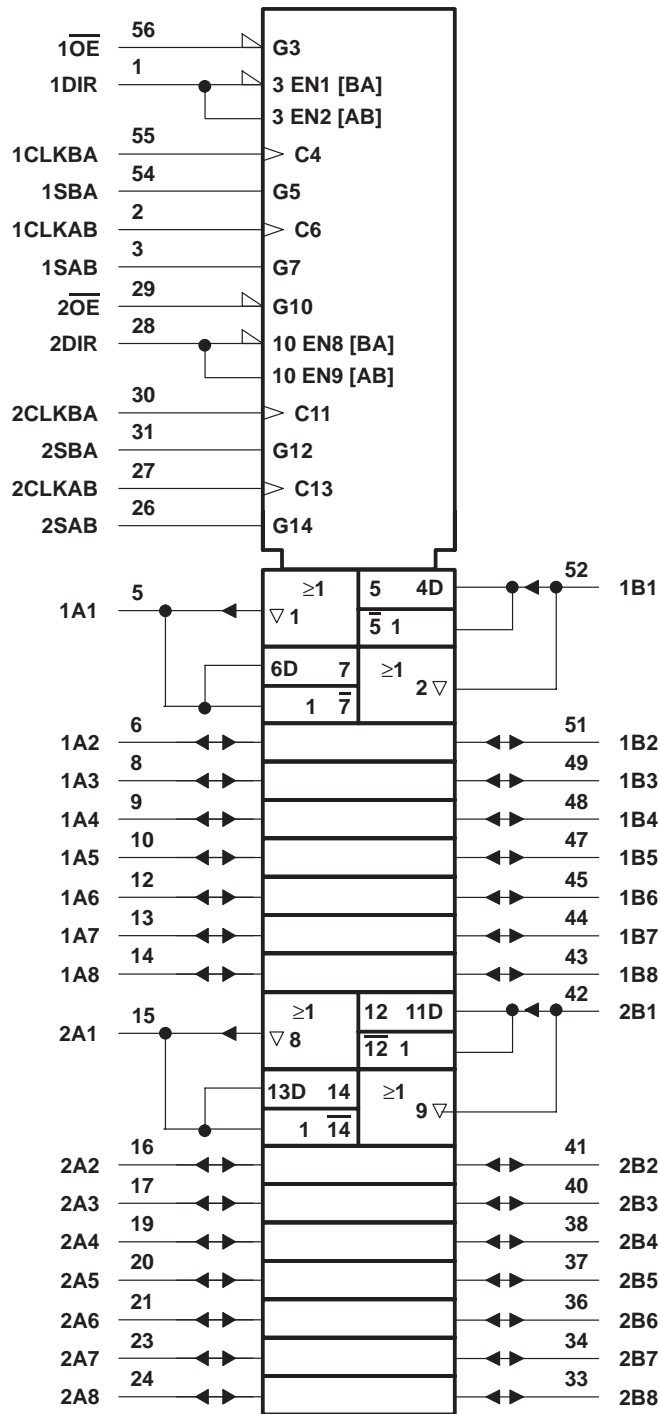 56
1OE G3
1
1DIR 3 EN1 [BA]
3 EN2 [AB]
55
1CLKBA C4
54
1SBA G5
2
1CLKAB C6
3
1SAB G7
29
2OE G10
28
2DIR 10 EN8 [BA]
10 EN9 [AB]
30
2CLKBA C11
31
2SBA G12
27
2CLKAB C13
26
2SAB G14
5 ≥1 5 4D 52
1A1 ▽ 1 5 1 1B1
6D 7 ≥1
1 7 2 ▽
6 51
1A2 1B2
8 49
1A3 1B3
9 48
1A4 1B4
10 47
1A5 1B5
12 45
1A6 1B6
13 44
1A7 1B7
14 43
1A8 1B8
15 ≥1 12 11D 42
2A1 ▽ 8 12 1 2B1
13D 14 ≥1
1 14 9 ▽
16 41
2A2 2B2
17 40
2A3 2B3
19 38
2A4 2B4
20 37
2A5 2B5
21 36
2A6 2B6
23 34
2A7 2B7
24 33
2A8 2B8